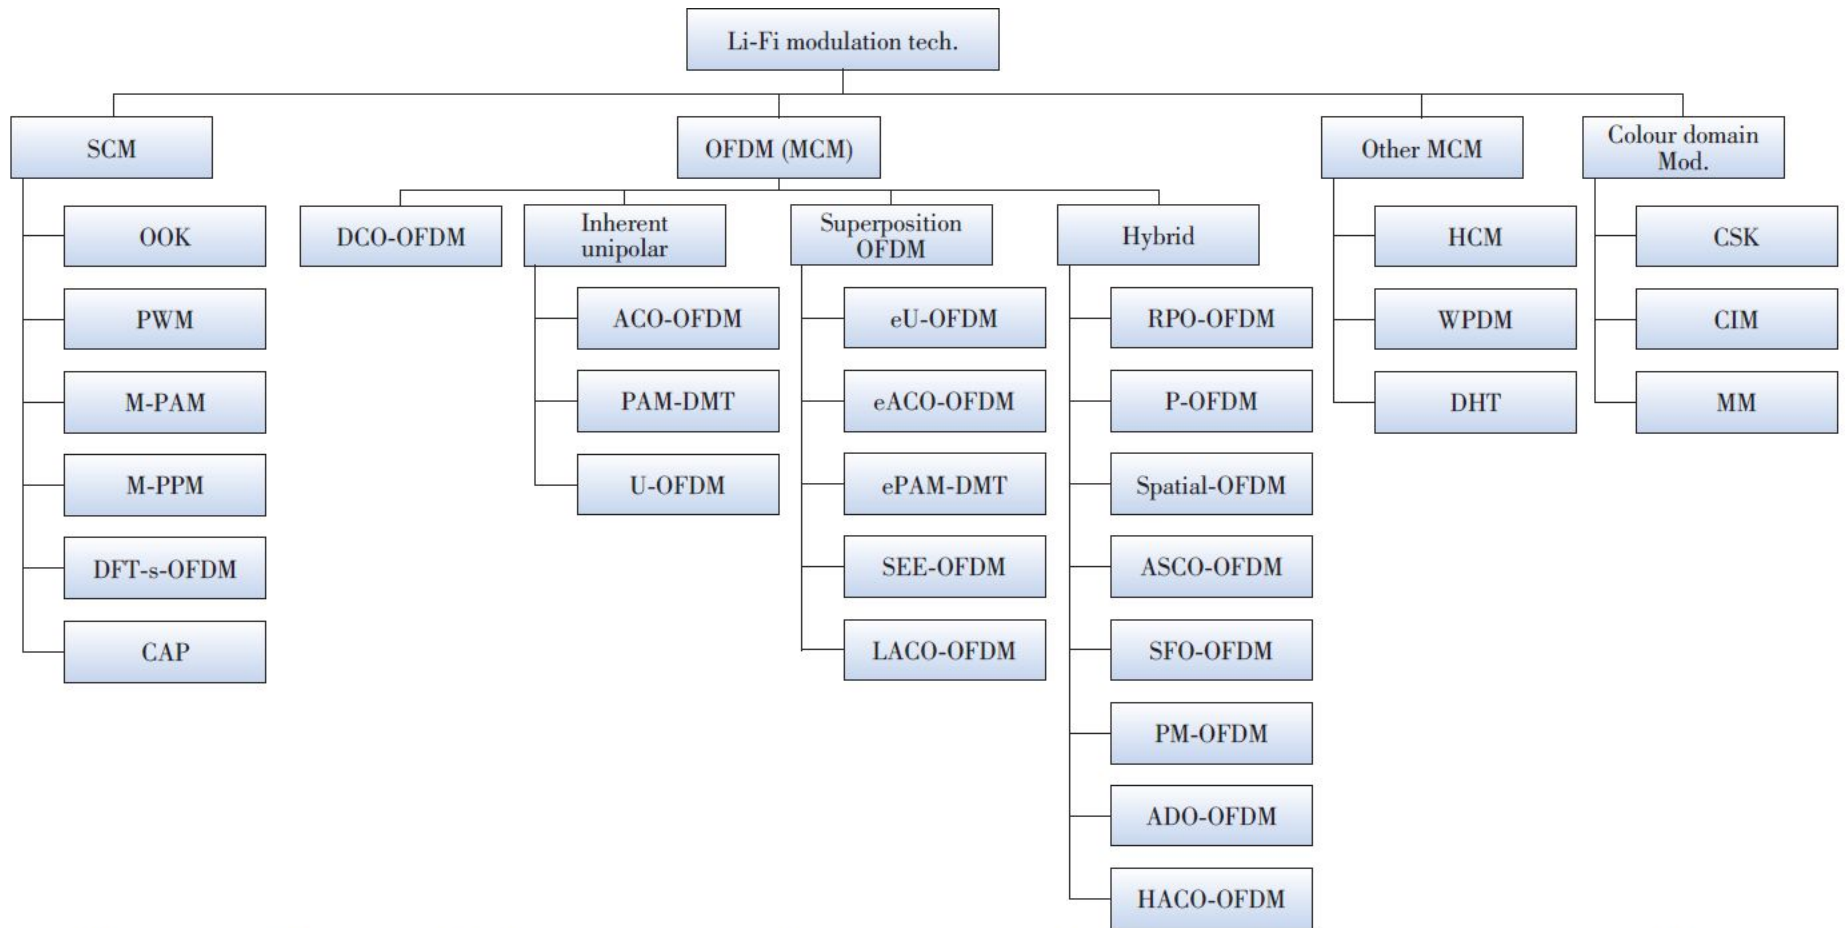 Li-Fi modulation tech.
SCM
OFDM (MCM)
Other MCM
Colour domain
Mod.
OOK
PWM
M-PAM
M-PPM
DFT-s-OFDM
CAP
DCO-OFDM
Inherent
unipolar
ACO-OFDM
PAM-DMT
U-OFDM
Superposition
OFDM
eU-OFDM
eACO-OFDM
ePAM-DMT
SEE-OFDM
LACO-OFDM
Hybrid
RPO-OFDM
P-OFDM
Spatial-OFDM
ASCO-OFDM
SFO-OFDM
PM-OFDM
ADO-OFDM
HACO-OFDM
HCM
WPDM
DHT
CSK
CIM
MM